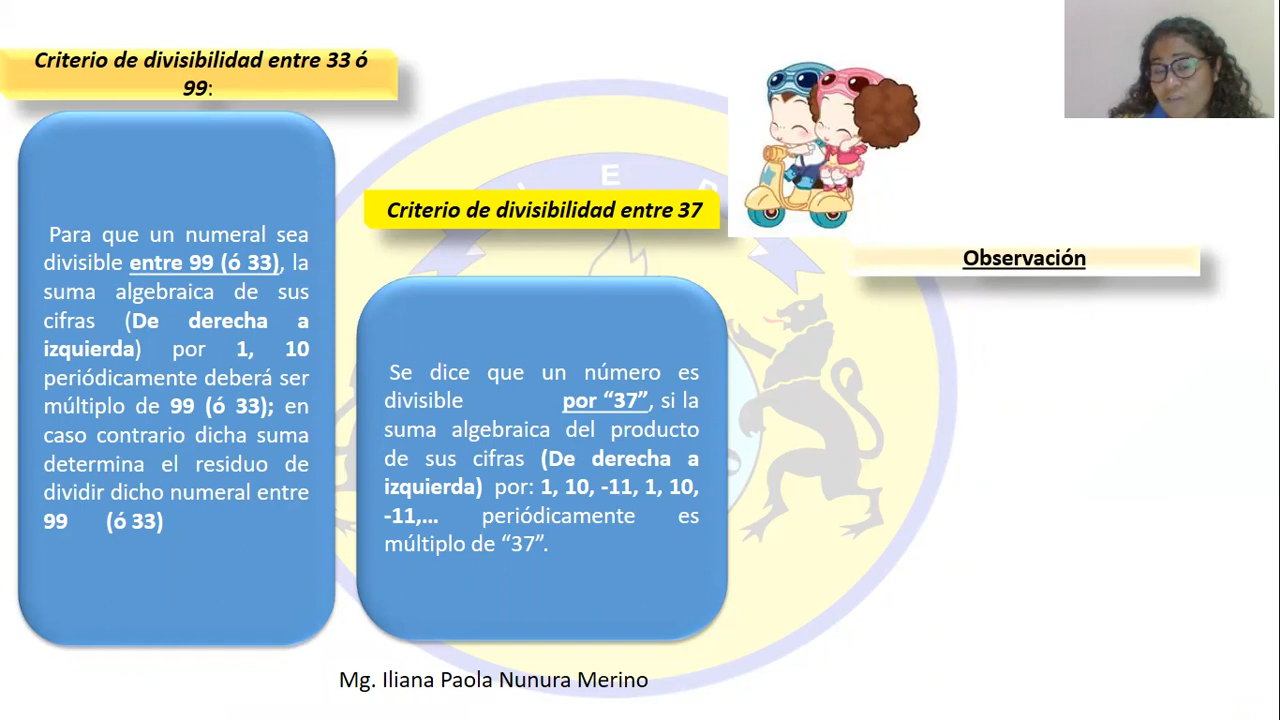 Criterio de divisibilidad entre 33 ó
99:
Para que un numeral sea
divisible entre 99 (ó 33), la
suma algebraica de sus
cifras (De derecha a
izquierda) por 1, 10
periódicamente deberá ser
múltiplo de 99 (ó 33); en
caso contrario dicha suma
determina el residuo de
dividir dicho numeral entre
99 (ó 33)
Criterio de divisibilidad entre 37
Se dice que un número es
divisible por “37”, si la
suma algebraica del producto
de sus cifras (De derecha a
izquierda) por: 1, 10, -11, 1, 10,
-11,... periódicamente es
múltiplo de “37”.
Observación
Mg. Iliana Paola Nunura Merino